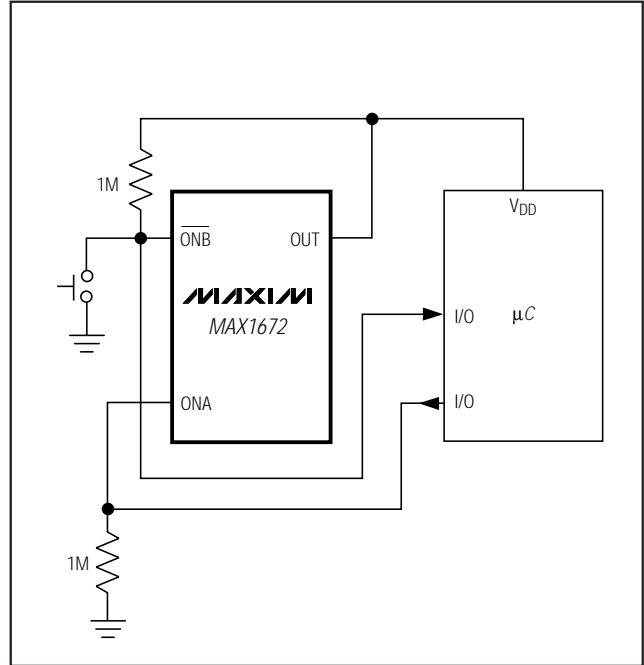 1M
ONB
OUT
MAXIM
MAX1672
ONA
1M
VDD
I/O
μC
I/O